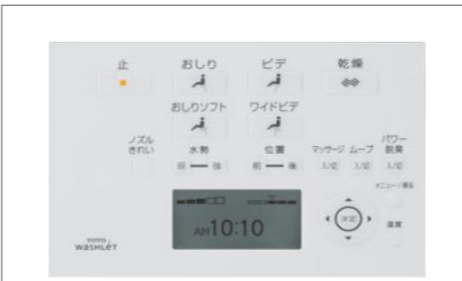 止 おしり ビデ 乾燥
おしりソフト ワイドビデ
ノズル
きれい
水勢 位置 マッサージ ムーブ パワー
脱臭
弱 強 前 後 入/切 入/切 入/切
メニュー/戻る
AM10:10
決定
温度
TOTO
WASHLET